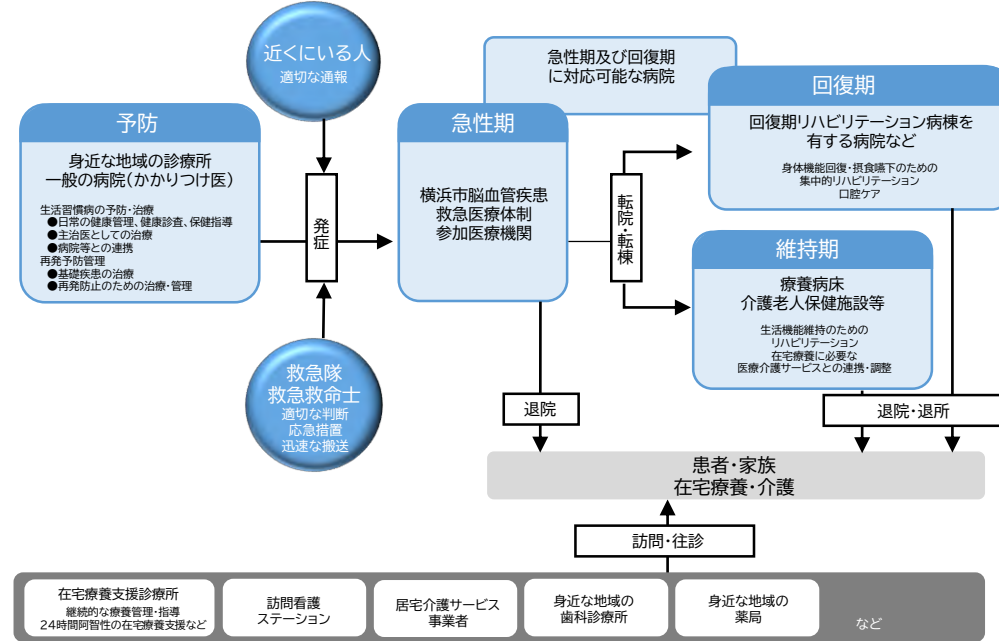 近くにいる人
適切な通報
急性期及び回復期
に対応可能な病院
予防
身近な地域の診療所
一般の病院(かかりつけ医)
生活習慣病の予防・治療
●日常の健康管理、健康診査、保健指導
●主治医としての治療
●病院等との連携
再発予防管理
●基礎疾患の治療
●再発防止のための治療・管理
発症
救急隊
救急救命士
適切な判断
応急措置
迅速な搬送
急性期
横浜市脳血管疾患
救急医療体制
参加医療機関
転院・転棟
回復期
回復期リハビリテーション病棟を
有する病院など
身体機能回復・摂食嚥下のための
集中的リハビリテーション
口腔ケア
維持期
療養病床
介護老人保健施設等
生活機能維持のための
リハビリテーション
在宅療養に必要な
医療介護サービスとの連携・調整
退院
退院・退所
患者・家族
在宅療養・介護
訪問・往診
在宅療養支援診療所
継続的な療養管理・指導
24時間阿智性の在宅療養支援など
訪問看護
ステーション
居宅介護サービス
事業者
身近な地域の
歯科診療所
身近な地域の
薬局
など